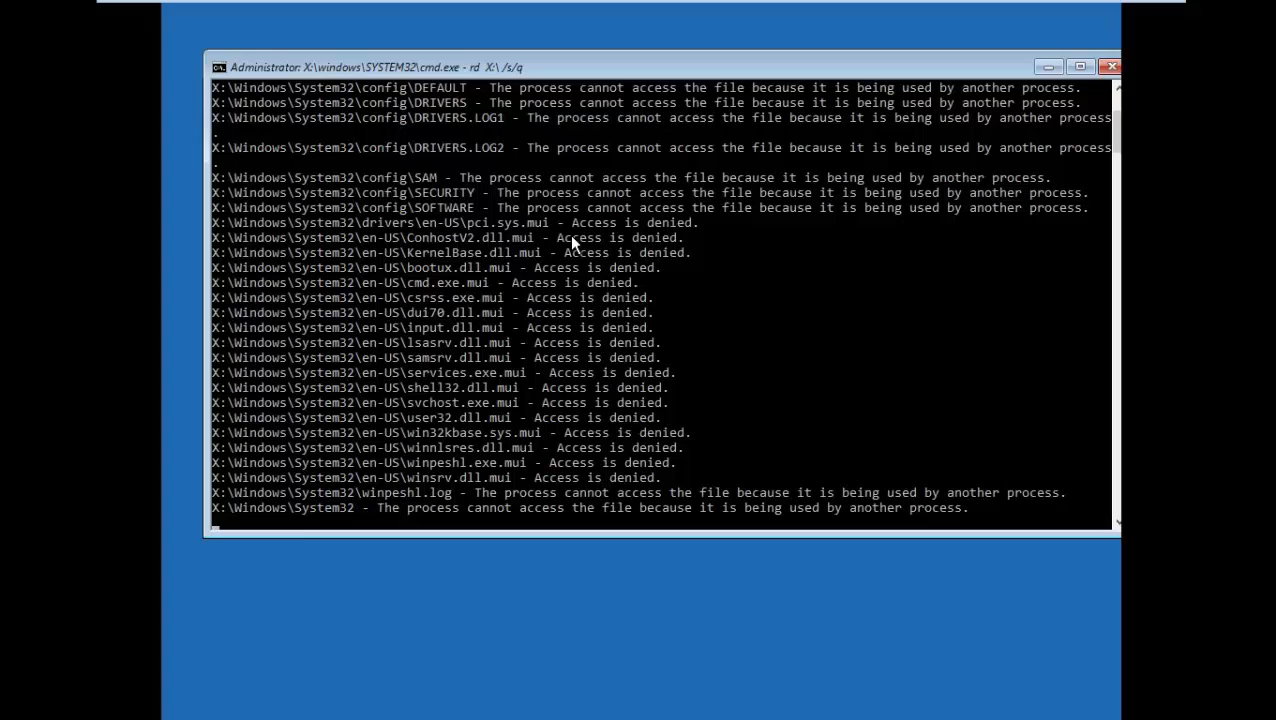 Administrator: X:\windows\SYSTEM32\cmd.exe - rd X:\ /s/q
X:\Windows\System32\config\DEFAULT - The process cannot access the file because it is being used by another process.
X:\Windows\System32\config\DRIVERS - The process cannot access the file because it is being used by another process.
X:\Windows\System32\config\DRIVERS.LOG1 - The process cannot access the file because it is being used by another process
.
X:\Windows\System32\config\DRIVERS.LOG2 - The process cannot access the file because it is being used by another process
.
X:\Windows\System32\config\SAM - The process cannot access the file because it is being used by another process.
X:\Windows\System32\config\SECURITY - The process cannot access the file because it is being used by another process.
X:\Windows\System32\config\SOFTWARE - The process cannot access the file because it is being used by another process.
X:\Windows\System32\drivers\en-US\pci.sys.mui - Access is denied.
X:\Windows\System32\en-US\ConhostV2.dll.mui - Access is denied.
X:\Windows\System32\en-US\KernelBase.dll.mui - Access is denied.
X:\Windows\System32\en-US\bootux.dll.mui - Access is denied.
X:\Windows\System32\en-US\cmd.exe.mui - Access is denied.
X:\Windows\System32\en-US\csrss.exe.mui - Access is denied.
X:\Windows\System32\en-US\dui70.dll.mui - Access is denied.
X:\Windows\System32\en-US\input.dll.mui - Access is denied.
X:\Windows\System32\en-US\lsasrv.dll.mui - Access is denied.
X:\Windows\System32\en-US\samsrv.dll.mui - Access is denied.
X:\Windows\System32\en-US\services.exe.mui - Access is denied.
X:\Windows\System32\en-US\shell32.dll.mui - Access is denied.
X:\Windows\System32\en-US\svchost.exe.mui - Access is denied.
X:\Windows\System32\en-US\user32.dll.mui - Access is denied.
X:\Windows\System32\en-US\win32kbase.sys.mui - Access is denied.
X:\Windows\System32\en-US\winnlsres.dll.mui - Access is denied.
X:\Windows\System32\en-US\winpeshl.exe.mui - Access is denied.
X:\Windows\System32\en-US\winsrv.dll.mui - Access is denied.
X:\Windows\System32\winpeshl.log - The process cannot access the file because it is being used by another process.
X:\Windows\System32 - The process cannot access the file because it is being used by another process.